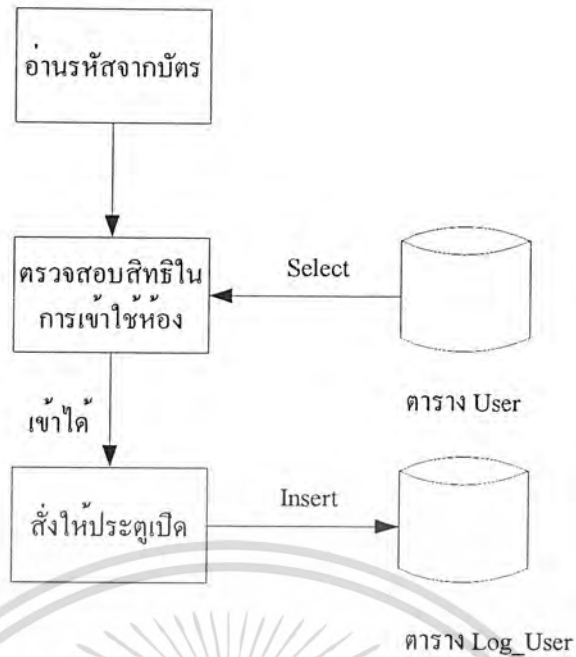 อ่านรหัสจากบัตร
ตรวจสอบสิทธิใน
การเข้าใช้ห้อง
Select
ตาราง User
เข้าได้
สั่งให้ประตูเปิด
Insert
ตาราง Log_User